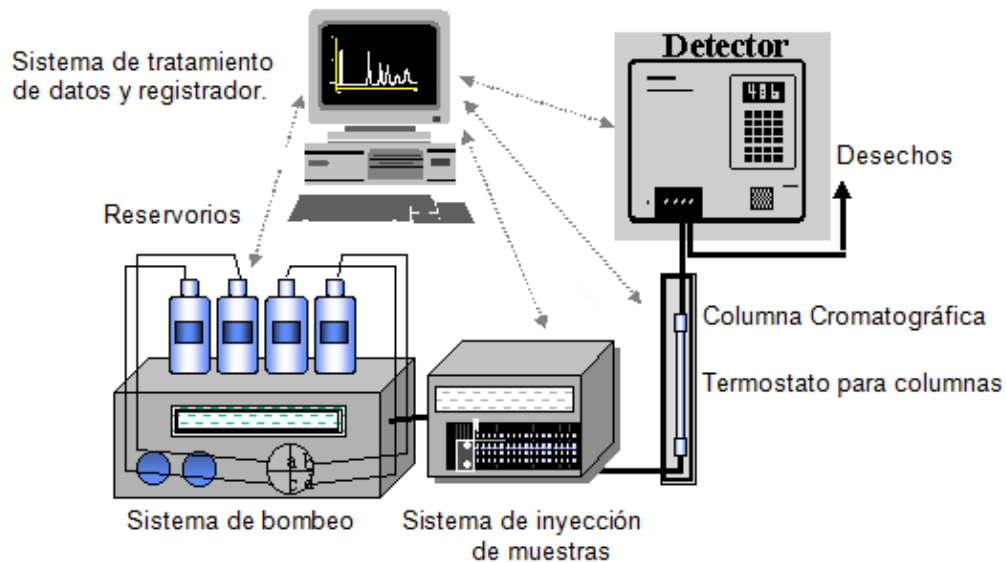 Sistema de tratamiento
de datos y registrador.
Detector
486
Desechos
Reservorios
Columna Cromatográfica
Termostato para columnas
a b
c d
Sistema de bombeo
Sistema de inyección
de muestras